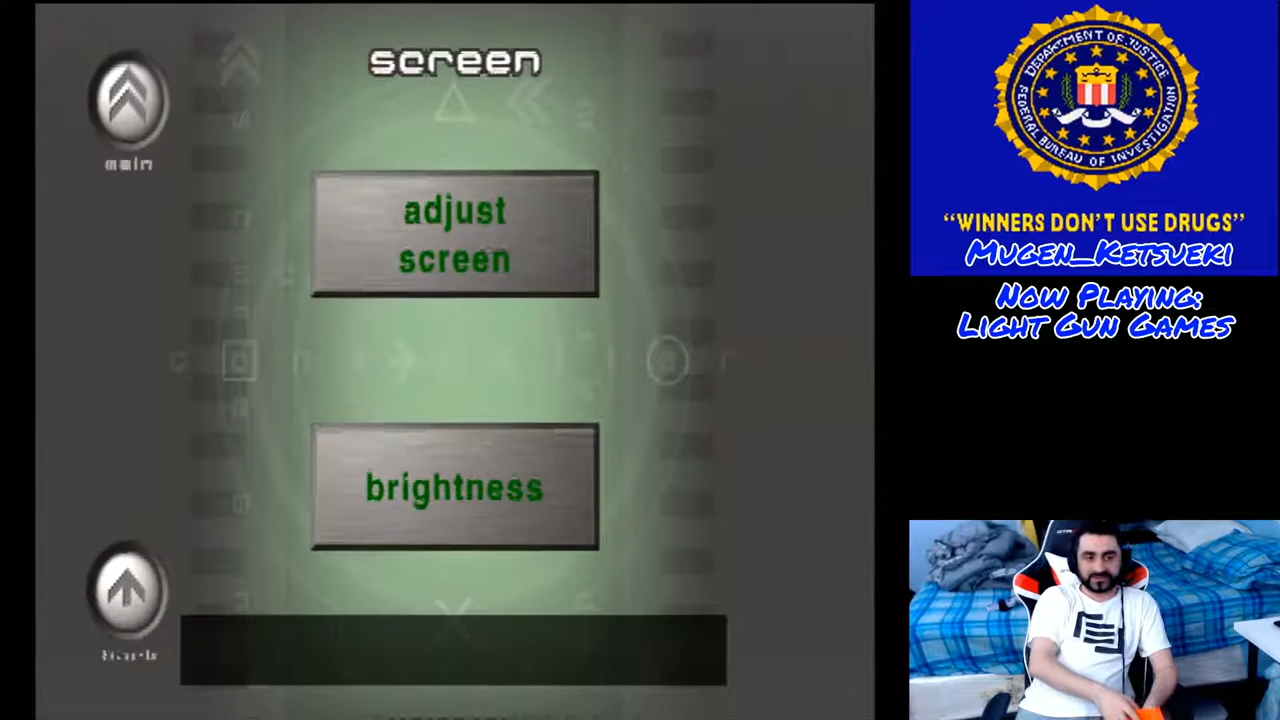 screen
main
adjust
screen
brightness
DEPARTMENT OF JUSTICE
FEDERAL BUREAU OF INVESTIGATION
“WINNERS DON’T USE DRUGS”
Mugen_Ketsueki
Now Playing:
Light Gun Games